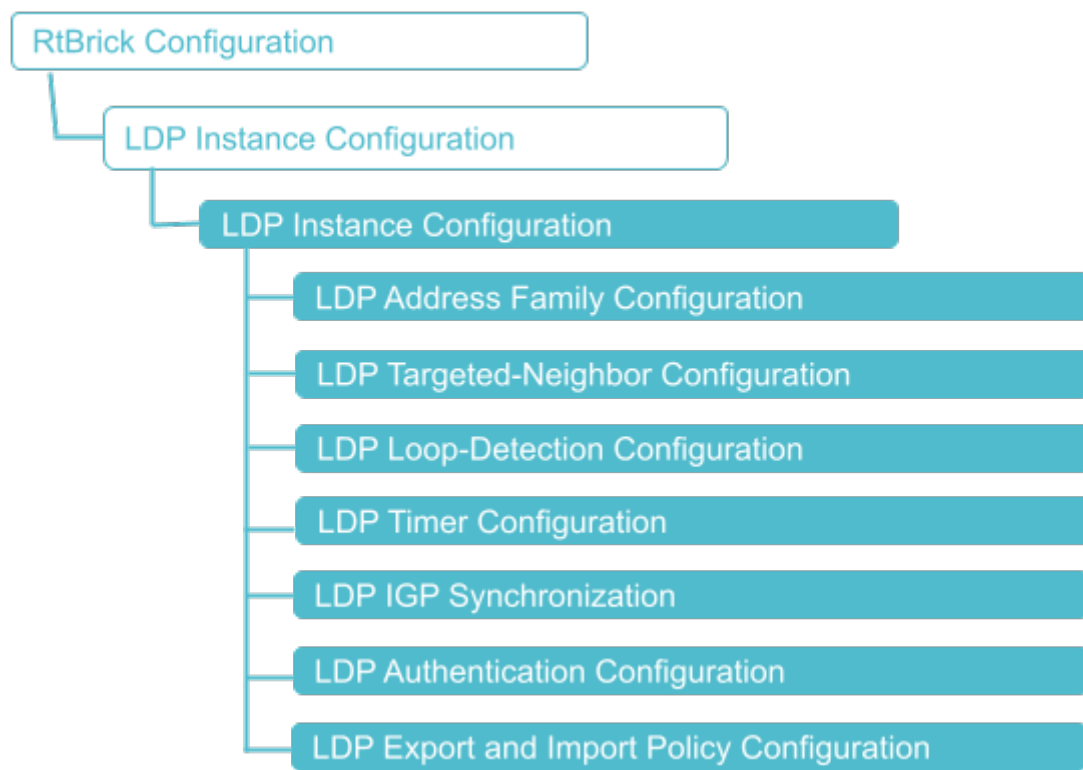 RtBrick Configuration
LDP Instance Configuration
LDP Instance Configuration
LDP Address Family Configuration
LDP Targeted-Neighbor Configuration
LDP Loop-Detection Configuration
LDP Timer Configuration
LDP IGP Synchronization
LDP Authentication Configuration
LDP Export and Import Policy Configuration